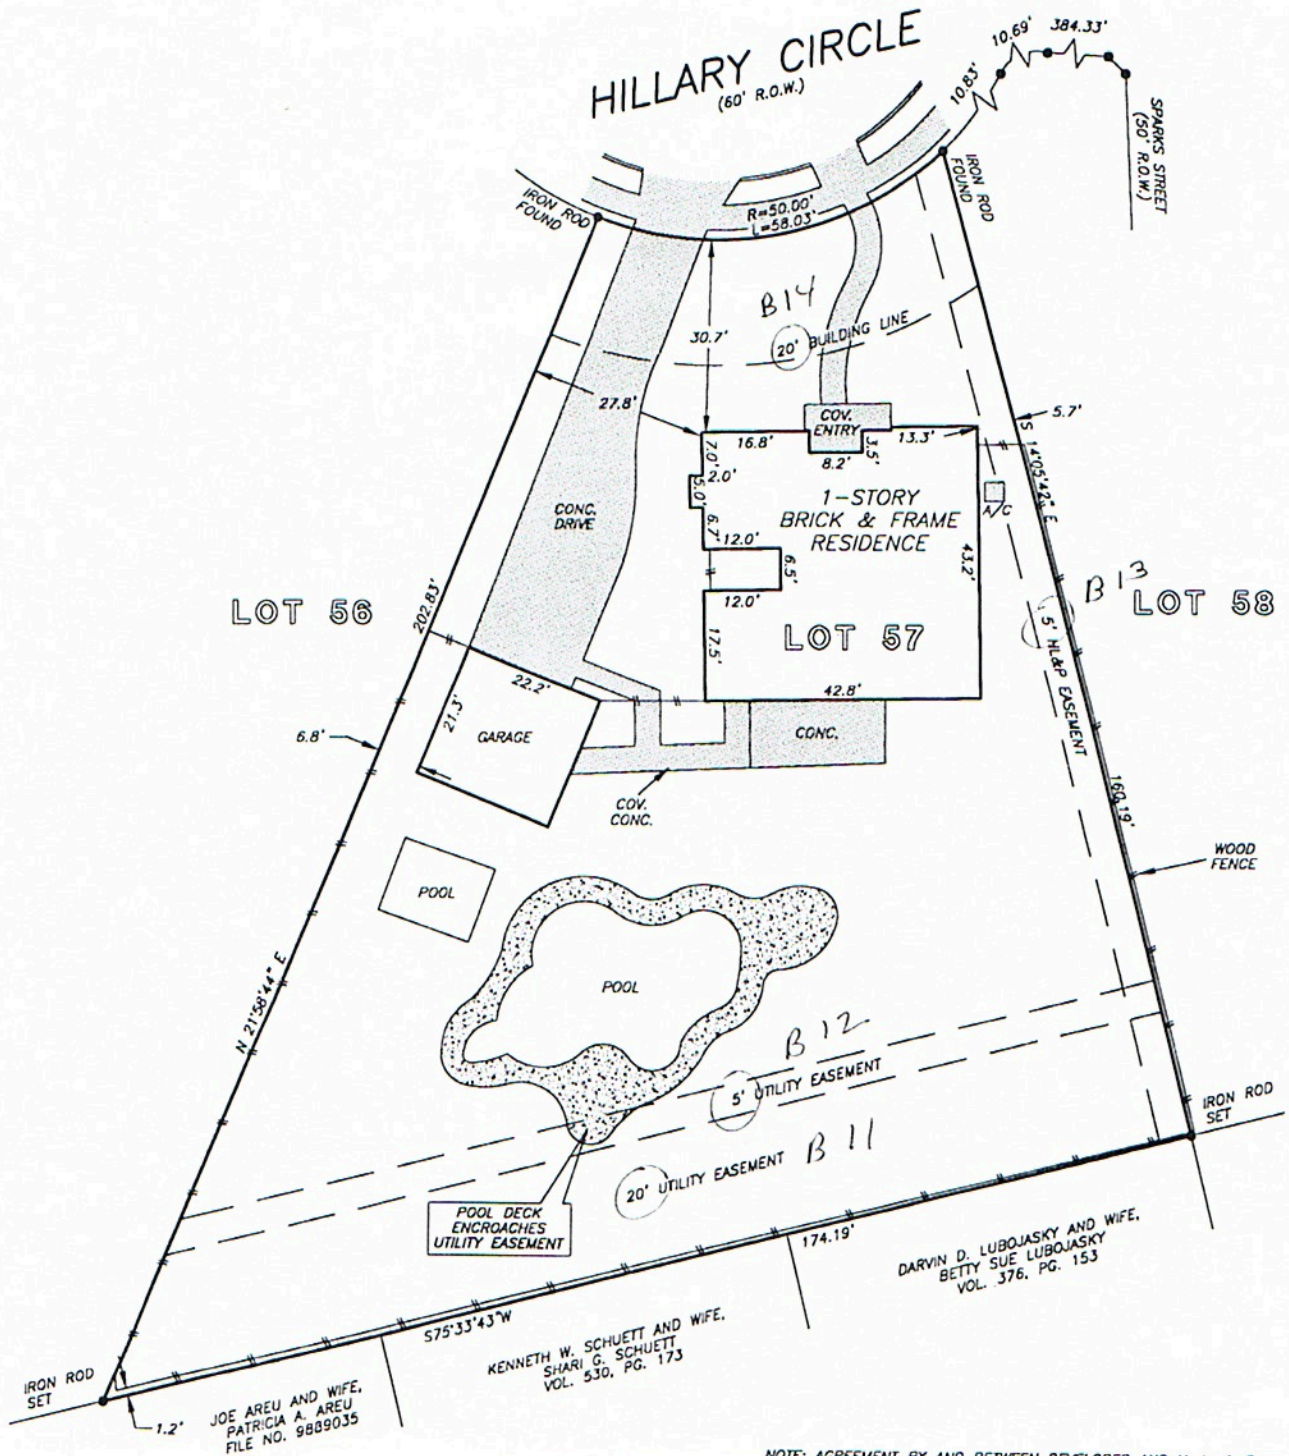 HILLARY CIRCLE
(60' R.O.W.)
10.69'
384.33'
10.83'
SPARKS STREET
(50' R.O.W.)
IRON ROD
FOUND
IRON ROD
FOUND
R=50.00'
L=58.03'
B14
30.7'
20' BUILDING LINE
27.8'
5.7'
COV.
ENTRY
16.8'
13.3'
7.0'
3.5'
8.2'
2.0'
5.0'
S 14°05'42" E
1-STORY
BRICK & FRAME
RESIDENCE
A/C
CONC.
DRIVE
6.7'
12.0'
6.5'
43.2'
12.0'
B13
LOT 56
202.83'
LOT 57
LOT 58
5' HL&P EASEMENT
17.5'
22.2'
42.8'
21.3'
GARAGE
CONC.
6.8'
COV.
CONC.
160.19'
WOOD
FENCE
POOL
POOL
N 21°58'44" E
B12
5' UTILITY EASEMENT
IRON ROD
SET
B11
20' UTILITY EASEMENT
POOL DECK
ENCROACHES
UTILITY EASEMENT
174.19'
DARVIN D. LUBOJASKY AND WIFE,
BETTY SUE LUBOJASKY
VOL. 376, PG. 153
S75°33'43"W
KENNETH W. SCHUETT AND WIFE,
SHARI G. SCHUETT
VOL. 530, PG. 173
IRON ROD
SET
1.2'
JOE AREU AND WIFE,
PATRICIA A. AREU
FILE NO. 9889035
NOTE: AGREEMENT BY AND BETWEEN DEVELOPER AND